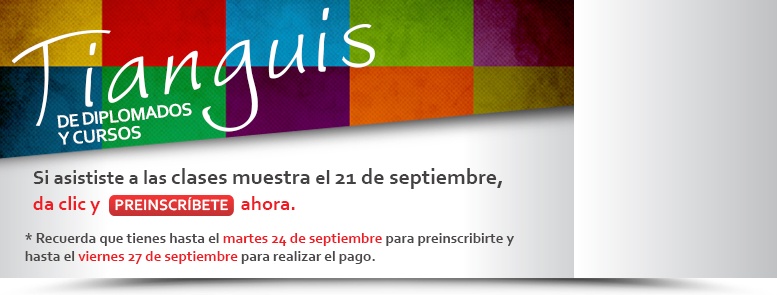 Tianguis
DE DIPLOMADOS
Y CURSOS
Si asististe a las clases muestra el 21 de septiembre,
da clic y PREINSCRÍBETE ahora.
* Recuerda que tienes hasta el martes 24 de septiembre para preinscribirte y
hasta el viernes 27 de septiembre para realizar el pago.